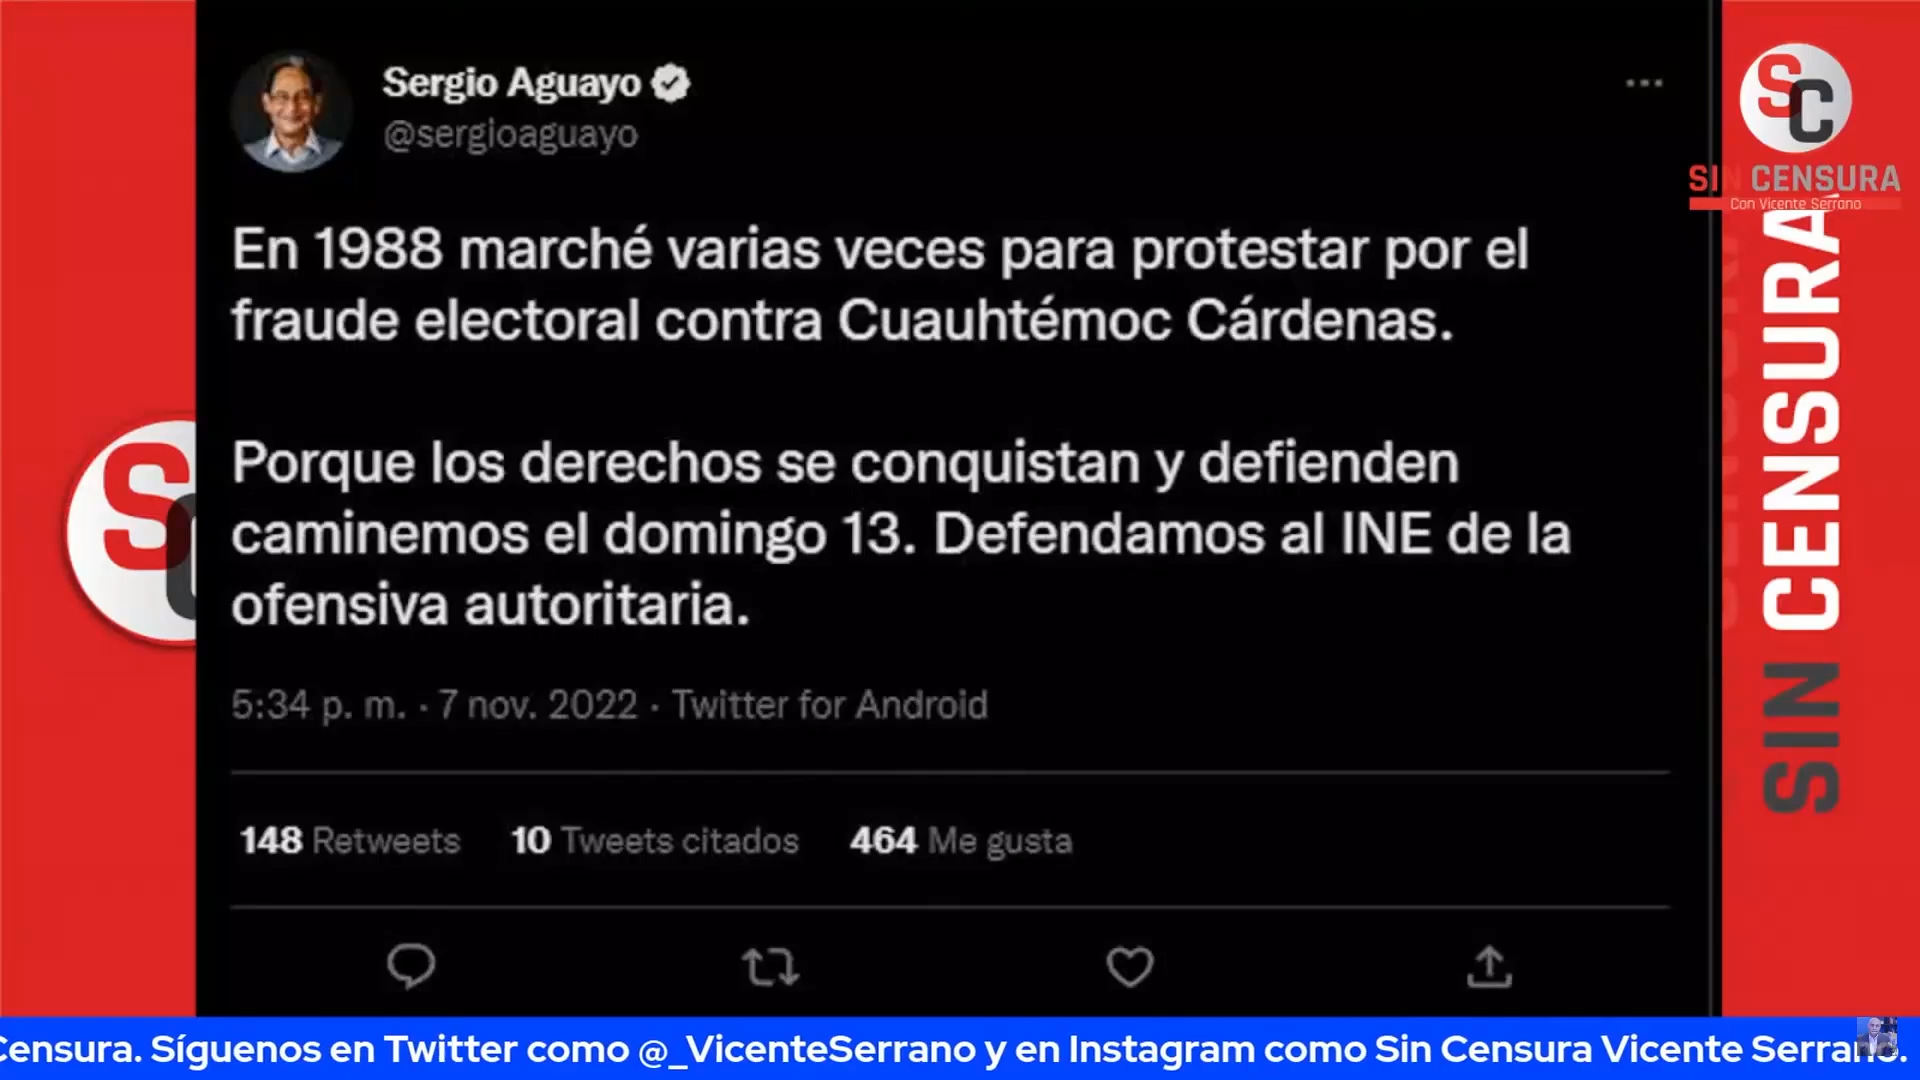 Sergio Aguayo
@sergioaguayo
En 1988 marché varias veces para protestar por el
fraude electoral contra Cuauhtémoc Cárdenas.
Porque los derechos se conquistan y defienden
caminemos el domingo 13. Defendamos al INE de la
ofensiva autoritaria.
5:34 p. m. · 7 nov. 2022 · Twitter for Android
148 Retweets 10 Tweets citados 464 Me gusta
SC
SIN CENSURA
Con Vicente Serrano
SIN CENSURA
S
Censura. Síguenos en Twitter como @_VicenteSerrano y en Instagram como Sin Censura Vicente Serrano.